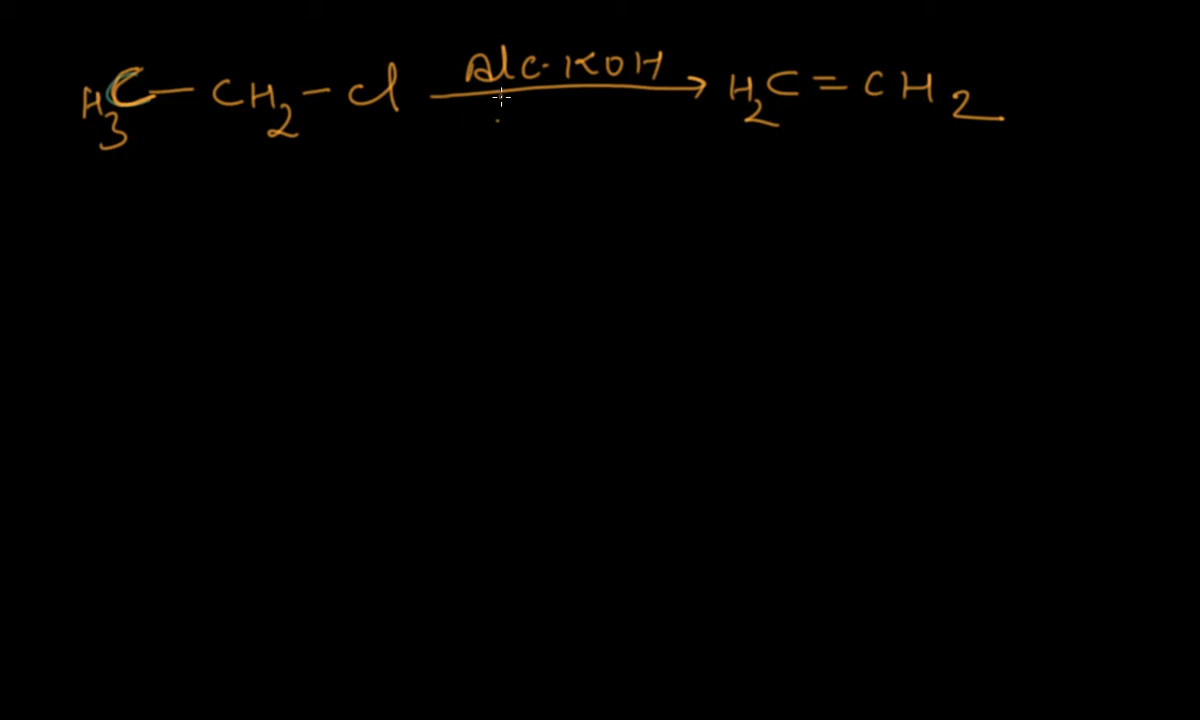 H₃C - CH₂ - Cl Alc. KOH → H₂C = CH₂